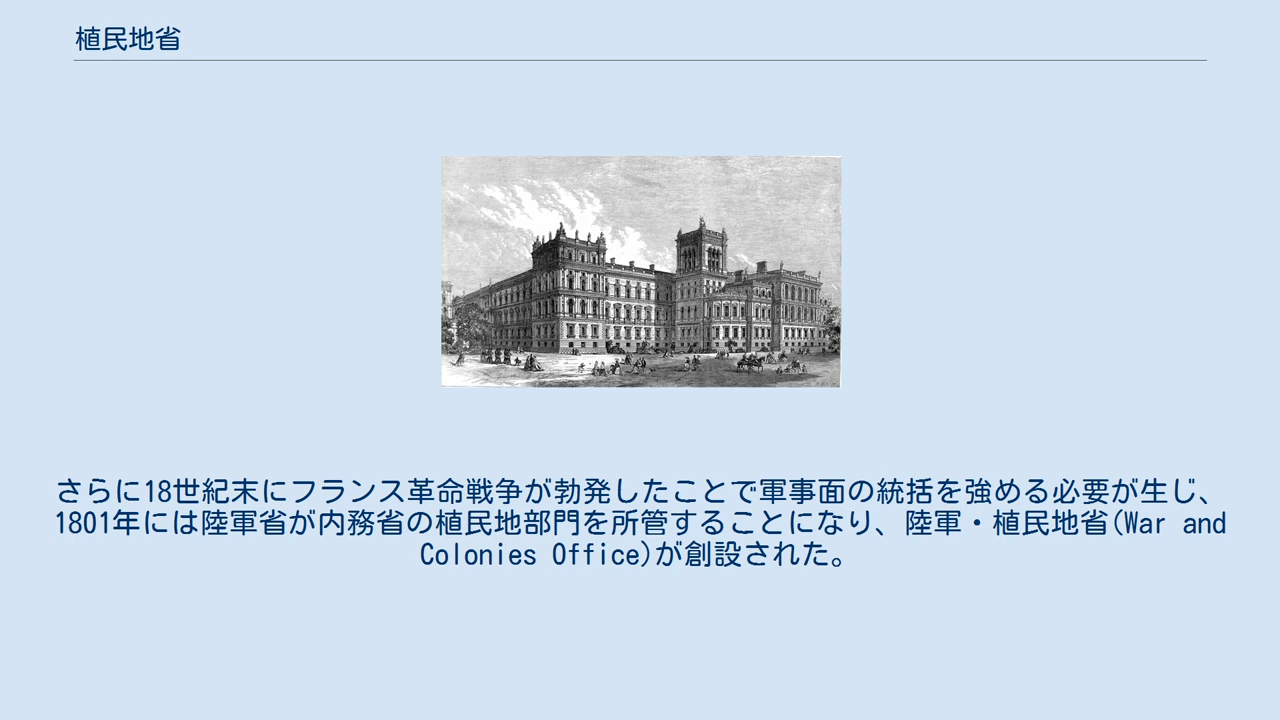 植民地省
さらに18世紀末にフランス革命戦争が勃発したことで軍事面の統括を強める必要が生じ、
1801年には陸軍省が内務省の植民地部門を所管することになり、陸軍・植民地省(War and
Colonies Office)が創設された。